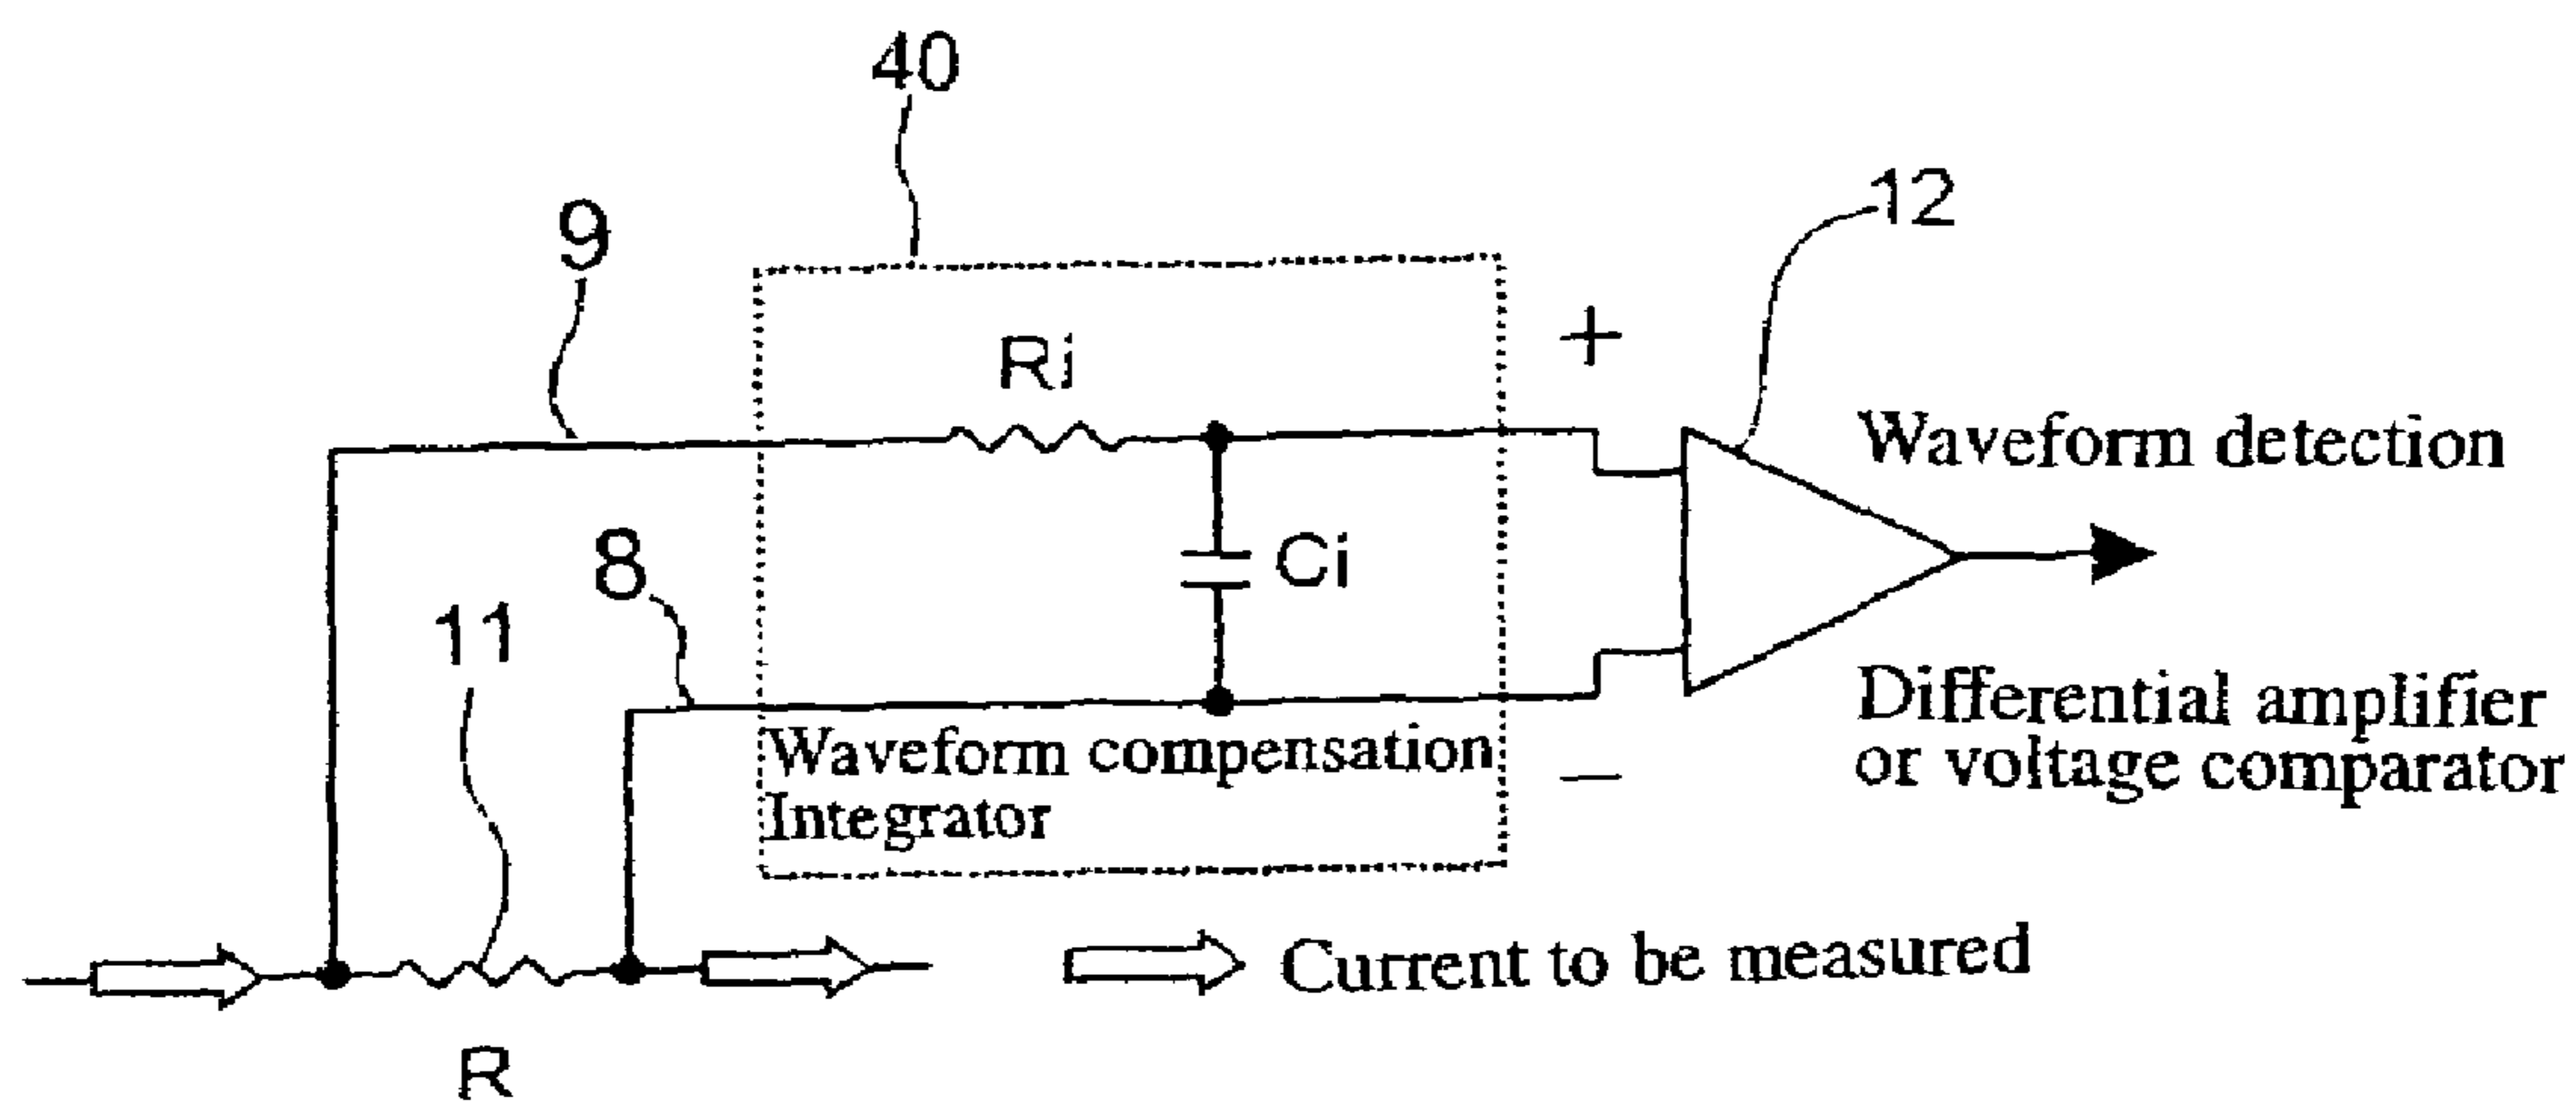 40
12
9
+
Ri
Waveform detection
8
Ci
11
Differential amplifier
or voltage comparator
Waveform compensation
Integrator
−
Current to be measured
R